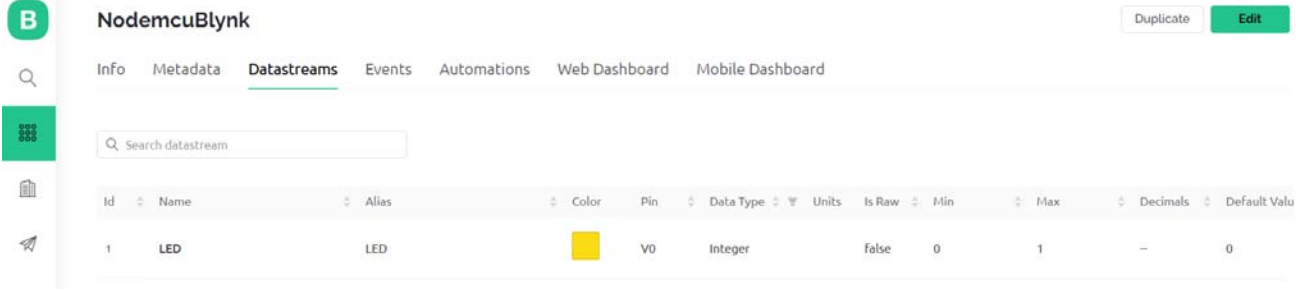 B
NodemcuBlynk
Duplicate
Edit
Info Metadata Datastreams Events Automations Web Dashboard Mobile Dashboard
Search datastream
Id Name Alias Color Pin Data Type Units Is Raw Min Max Decimals Default Valu
1 LED LED V0 Integer false 0 1 – 0